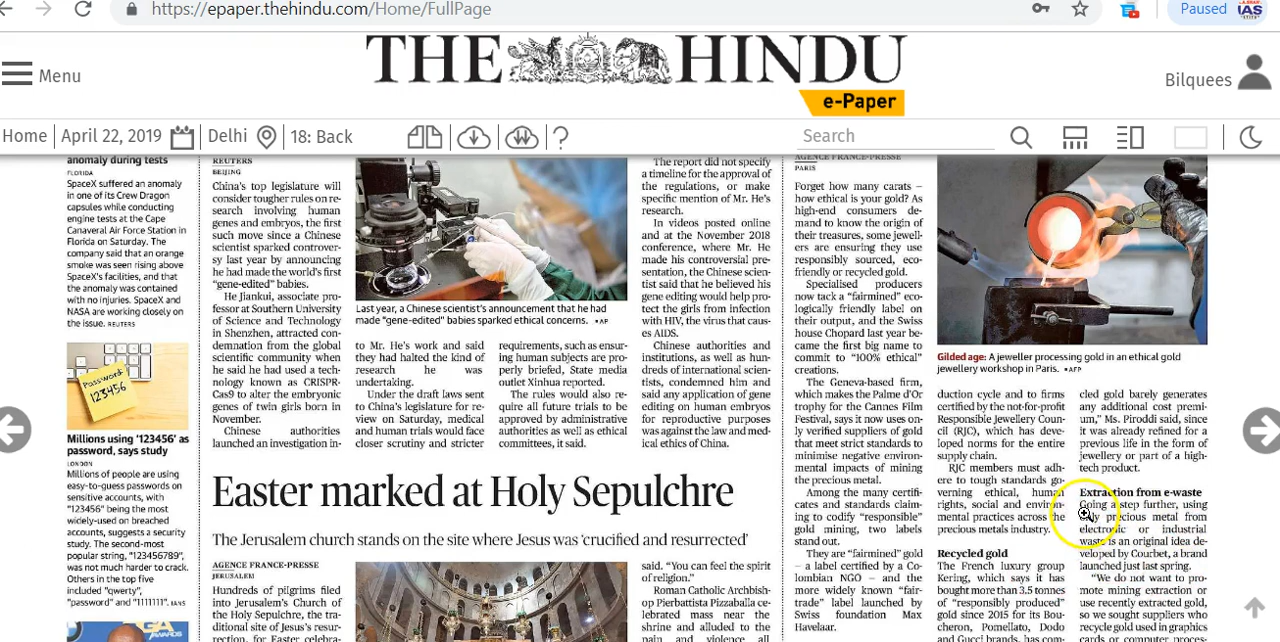 https://epaper.thehindu.com/Home/FullPage
Paused
IAS
THE HINDU
e-Paper
Menu
Bilquees
Home
April 22, 2019
Delhi
18: Back
?
Search
anomaly during tests
FLORIDA
SpaceX suffered an anomaly
in one of its Crew Dragon
capsules while conducting
engine tests at the Cape
Canaveral Air Force Station in
Florida on Saturday. The
company said that an orange
smoke was seen rising above
SpaceX's facilities, and that
the anomaly was contained
with no injuries. SpaceX and
NASA are working closely on
the issue. REUTERS
Password
123456
Millions using '123456' as
password, says study
LONDON
Millions of people are using
easy-to-guess passwords on
sensitive accounts, with
"123456" being the most
widely-used on breached
accounts, suggests a security
study. The second-most
popular string, "123456789",
was not much harder to crack.
Others in the top five
included "qwerty",
"password" and "1111111". IANS
REUTERS
BEIJING
China's top legislature will
consider tougher rules on re-
search involving human
genes and embryos, the first
such move since a Chinese
scientist sparked controver-
sy last year by announcing
he had made the world's first
"gene-edited" babies.
He Jiankui, associate pro-
fessor at Southern University
of Science and Technology
in Shenzhen, attracted con-
demnation from the global
scientific community when
he said he had used a tech-
nology known as CRISPR-
Cas9 to alter the embryonic
genes of twin girls born in
November.
Chinese authorities
launched an investigation in-
Last year, a Chinese scientist's announcement that he had
made "gene-edited" babies sparked ethical concerns. •AP
to Mr. He's work and said
they had halted the kind of
research he was
undertaking.
Under the draft laws sent
to China's legislature for re-
view on Saturday, medical
and human trials would face
closer scrutiny and stricter
requirements, such as ensur-
ing human subjects are pro-
perly briefed, State media
outlet Xinhua reported.
The rules would also re-
quire all future trials to be
approved by administrative
authorities as well as ethical
committees, it said.
The report did not specify
a timeline for the approval of
the regulations, or make
specific mention of Mr. He's
research.
In videos posted online
and at the November 2018
conference, where Mr. He
made his controversial pre-
sentation, the Chinese scien-
tist said that he believed his
gene editing would help pro-
tect the girls from infection
with HIV, the virus that caus-
es AIDS.
Chinese authorities and
institutions, as well as hun-
dreds of international scien-
tists, condemned him and
said any application of gene
editing on human embryos
for reproductive purposes
was against the law and med-
ical ethics of China.
Easter marked at Holy Sepulchre
The Jerusalem church stands on the site where Jesus was 'crucified and resurrected'
AGENCE FRANCE-PRESSE
JERUSALEM
Hundreds of pilgrims filed
into Jerusalem's Church of
the Holy Sepulchre, the tra-
ditional site of Jesus's resur-
rection, for Easter celebra-
said. "You can feel the spirit
of religion."
Roman Catholic Archbish-
op Pierbattista Pizzaballa ce-
lebrated mass near the
shrine and alluded to the
pain and violence all
AGENCE FRANCE-PRESSE
PARIS
Forget how many carats –
how ethical is your gold? As
high-end consumers de-
mand to know the origin of
their treasures, some jewell-
ers are ensuring they use
responsibly sourced, eco-
friendly or recycled gold.
Specialised producers
now tack a "fairmined" eco-
logically friendly label on
their output, and the Swiss
house Chopard last year be-
came the first big name to
commit to "100% ethical"
creations.
The Geneva-based firm,
which makes the Palme d'Or
trophy for the Cannes Film
Festival, says it now uses on-
ly verified suppliers of gold
that meet strict standards to
minimise negative environ-
mental impacts of mining
the precious metal.
Among the many certifi-
cates and standards claim-
ing to codify "responsible"
gold mining, two labels
stand out.
They are "fairmined" gold
– a label certified by a Co-
lombian NGO – and the
more widely known "fair-
trade" label launched by
Swiss foundation Max
Havelaar.
Gilded age: A jeweller processing gold in an ethical gold
jewellery workshop in Paris. •AFP
duction cycle and to firms
certified by the not-for-profit
Responsible Jewellery Coun-
cil (RJC), which has deve-
loped norms for the entire
supply chain.
RJC members must adh-
ere to tough standards go-
verning ethical, human
rights, social and environ-
mental practices across the
precious metals industry.
Recycled gold
The French luxury group
Kering, which says it has
bought more than 3.5 tonnes
of "responsibly produced"
gold since 2015 for its Bou-
cheron, Pomellato, Dodo
and Gucci brands, has com-
cled gold barely generates
any additional cost premi-
um," Ms. Piroddi said, since
it was already refined for a
previous life in the form of
jewellery or part of a high-
tech product.
Extraction from e-waste
Going a step further, using
only precious metal from
electronic or industrial
waste is an original idea de-
veloped by Courbet, a brand
launched just last spring.
"We do not want to pro-
mote mining extraction or
use recently extracted gold,
so we sought suppliers who
recycle gold used in graphics
cards or computer proces-